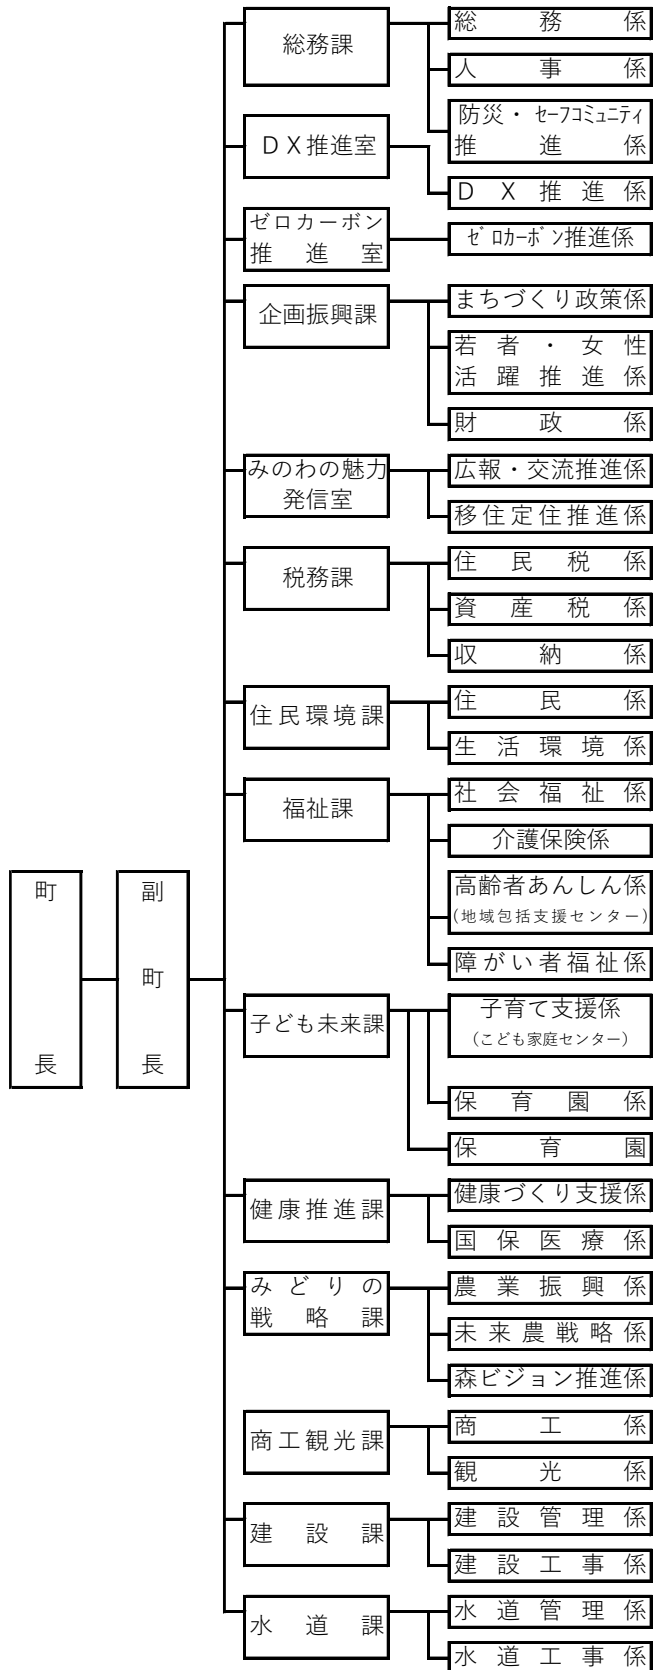 町長
副町長
総務課
総務係
人事係
防災・ｾｰﾌｺﾐｭﾆﾃｨ
推進係
ＤＸ推進室
ＤＸ推進係
ゼロカーボン
推進室
ｾﾞﾛｶｰﾎﾞﾝ推進係
企画振興課
まちづくり政策係
若者・女性
活躍推進係
財政係
みのわの魅力
発信室
広報・交流推進係
移住定住推進係
税務課
住民税係
資産税係
収納係
住民環境課
住民係
生活環境係
福祉課
社会福祉係
介護保険係
高齢者あんしん係
(地域包括支援センター)
障がい者福祉係
子ども未来課
子育て支援係
(こども家庭センター)
保育園係
保育園
健康推進課
健康づくり支援係
国保医療係
みどりの
戦略課
農業振興係
未来農戦略係
森ビジョン推進係
商工観光課
商工係
観光係
建設課
建設管理係
建設工事係
水道課
水道管理係
水道工事係